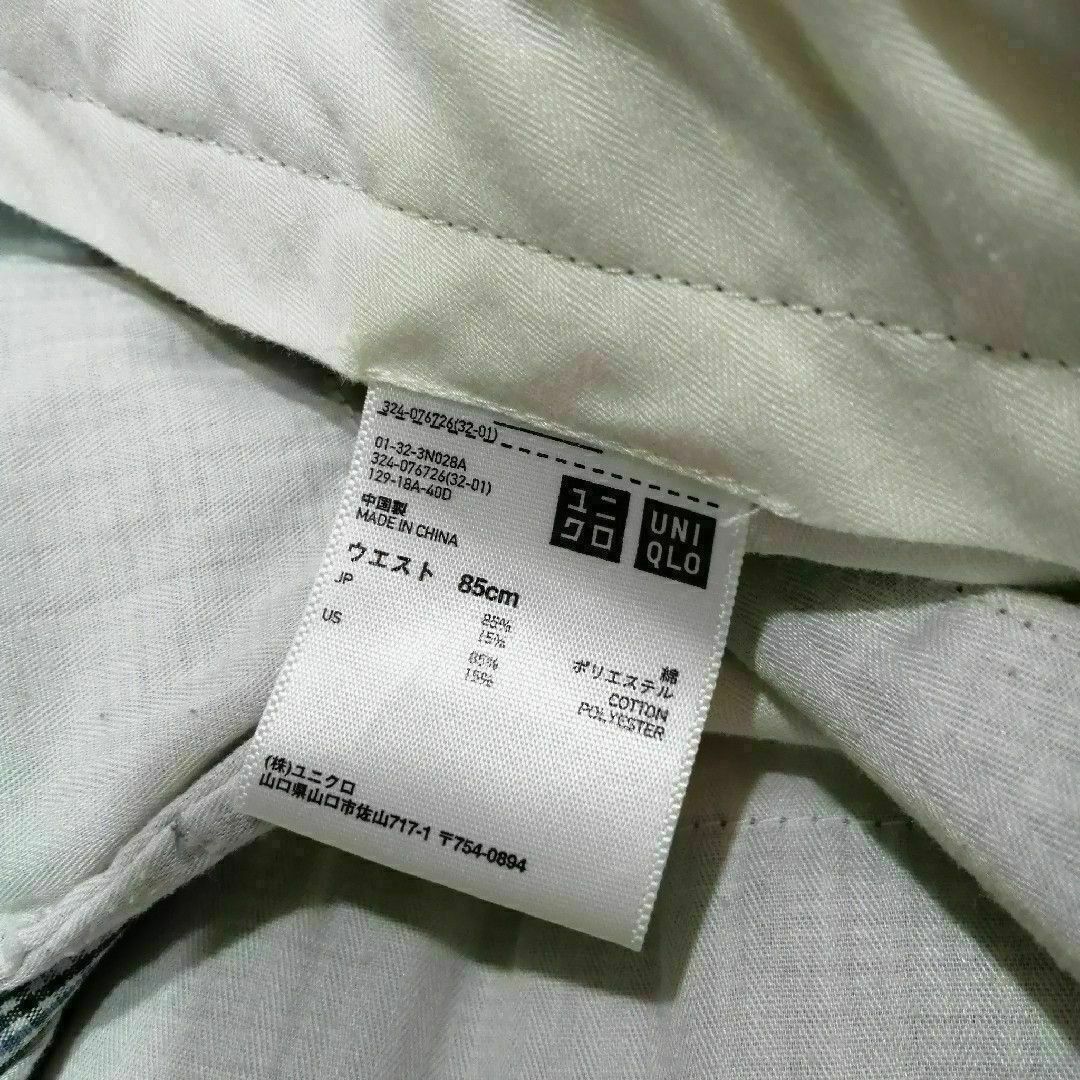 324-076726(32-01)
01-32-3N028A
324-076726(32-01)
129-18A-40D
中国製
MADE IN CHINA
ユニ
クロ
UNI
QLO
ウエスト 85cm
JP 85% 綿
15% ポリエステル
US 85% COTTON
15% POLYESTER
(株)ユニクロ
山口県山口市佐山717-1 〒754-0894